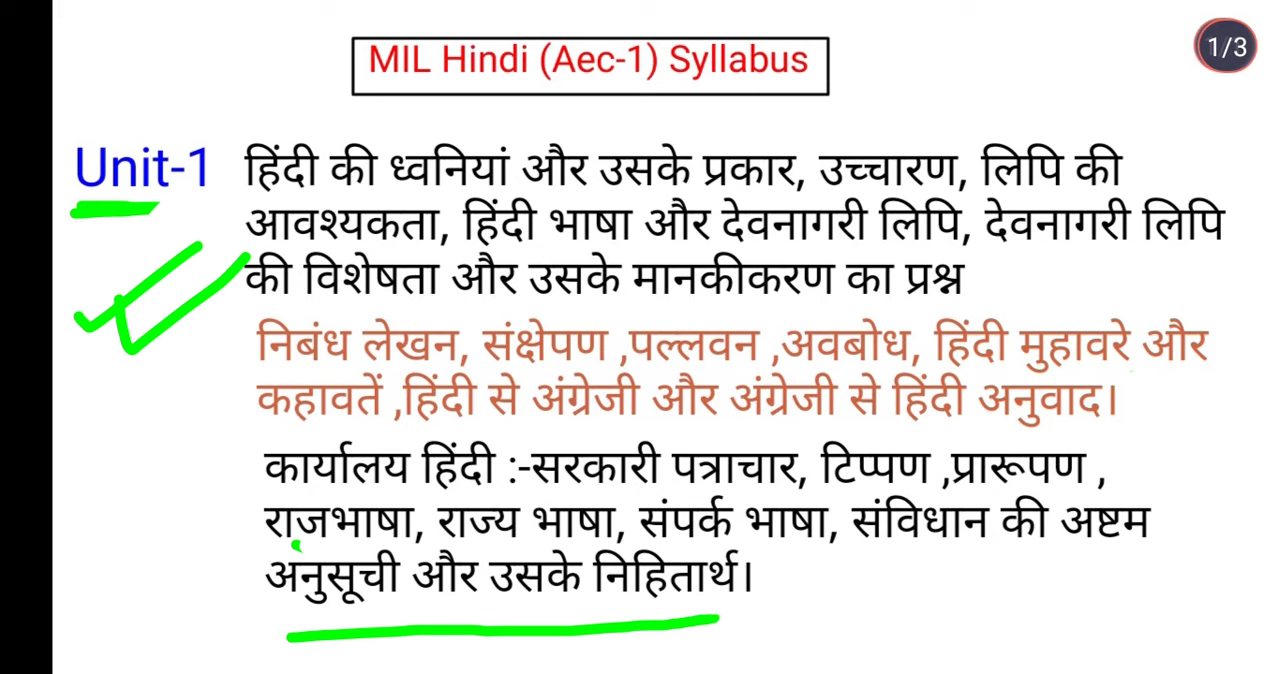 MIL Hindi (Aec-1) Syllabus
1/3
Unit-1 हिंदी की ध्वनियां और उसके प्रकार, उच्चारण, लिपि की
आवश्यकता, हिंदी भाषा और देवनागरी लिपि, देवनागरी लिपि
की विशेषता और उसके मानकीकरण का प्रश्न
निबंध लेखन, संक्षेपण ,पल्लवन ,अवबोध, हिंदी मुहावरे और
कहावतें ,हिंदी से अंग्रेजी और अंग्रेजी से हिंदी अनुवाद।
कार्यालय हिंदी :-सरकारी पत्राचार, टिप्पण ,प्रारूपण ,
राजभाषा, राज्य भाषा, संपर्क भाषा, संविधान की अष्टम
अनुसूची और उसके निहितार्थ।